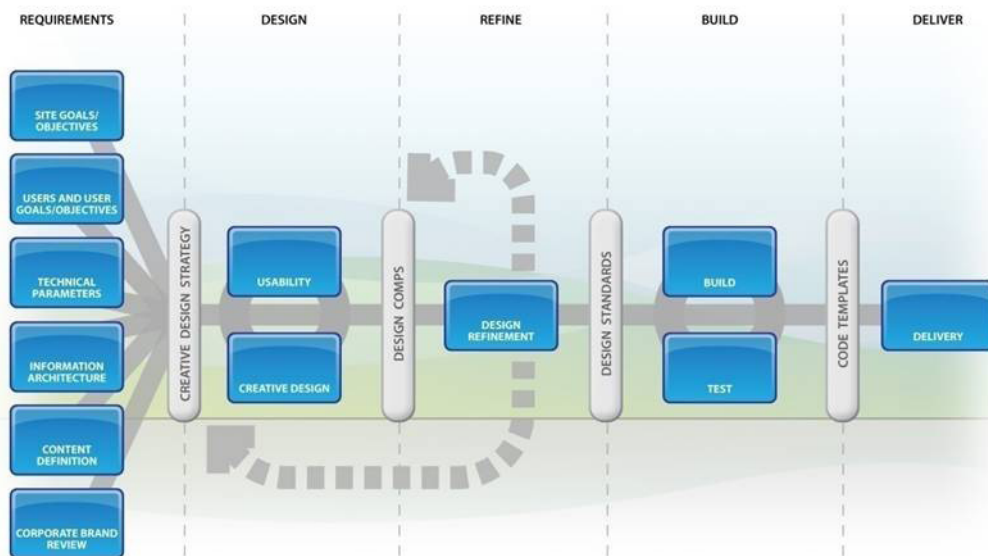 REQUIREMENTS
DESIGN
REFINE
BUILD
DELIVER
SITE GOALS/
OBJECTIVES
USERS AND USER
GOALS/OBJECTIVES
TECHNICAL
PARAMETERS
INFORMATION
ARCHITECTURE
CONTENT
DEFINITION
CORPORATE BRAND
REVIEW
CREATIVE DESIGN STRATEGY
USABILITY
CREATIVE DESIGN
DESIGN COMPS
DESIGN
REFINEMENT
DESIGN STANDARDS
BUILD
TEST
CODE TEMPLATES
DELIVERY